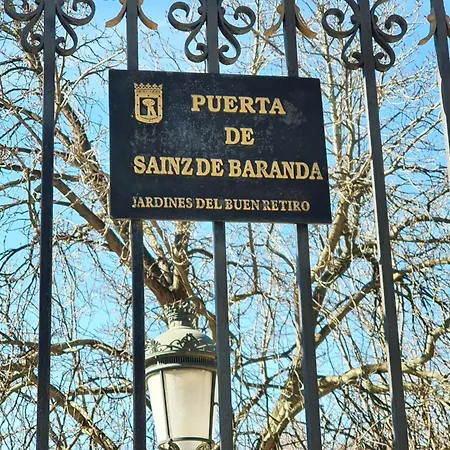 PUERTA
DE
SAINZ DE BARANDA
JARDINES DEL BUEN RETIRO